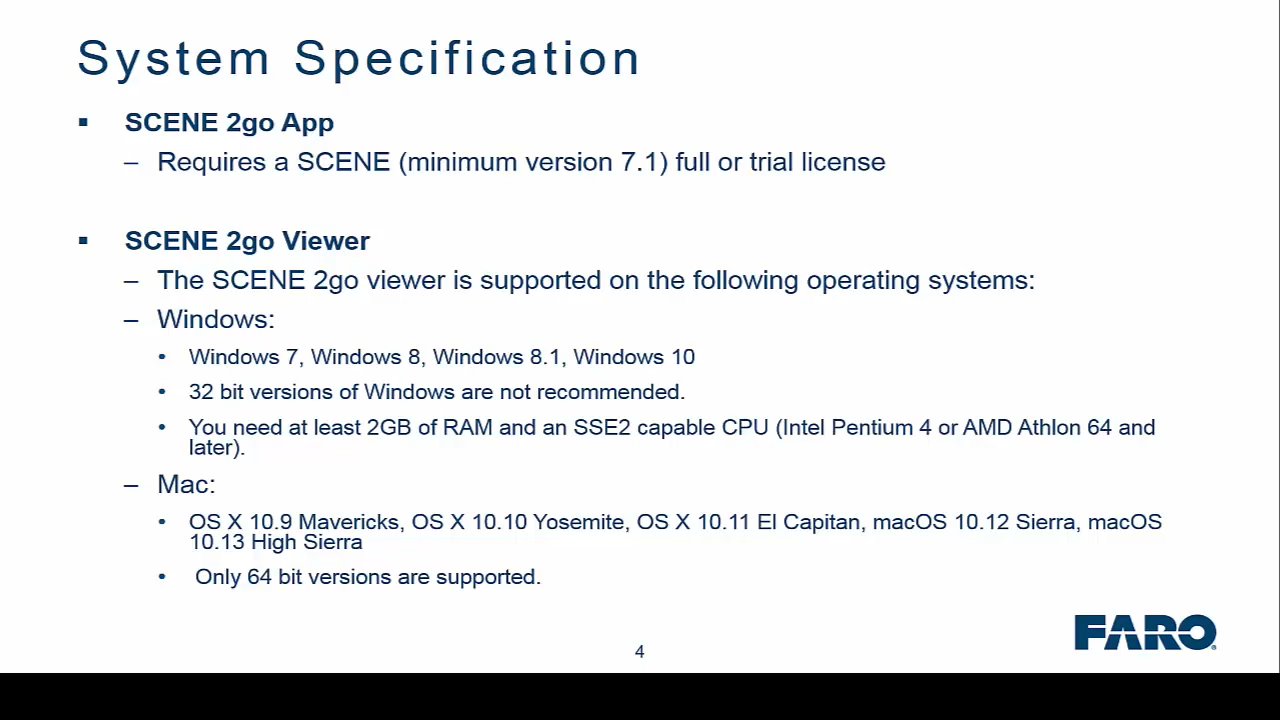 System Specification
▪ SCENE 2go App
– Requires a SCENE (minimum version 7.1) full or trial license
▪ SCENE 2go Viewer
– The SCENE 2go viewer is supported on the following operating systems:
– Windows:
• Windows 7, Windows 8, Windows 8.1, Windows 10
• 32 bit versions of Windows are not recommended.
• You need at least 2GB of RAM and an SSE2 capable CPU (Intel Pentium 4 or AMD Athlon 64 and
later).
– Mac:
• OS X 10.9 Mavericks, OS X 10.10 Yosemite, OS X 10.11 El Capitan, macOS 10.12 Sierra, macOS
10.13 High Sierra
• Only 64 bit versions are supported.
FARO®
4